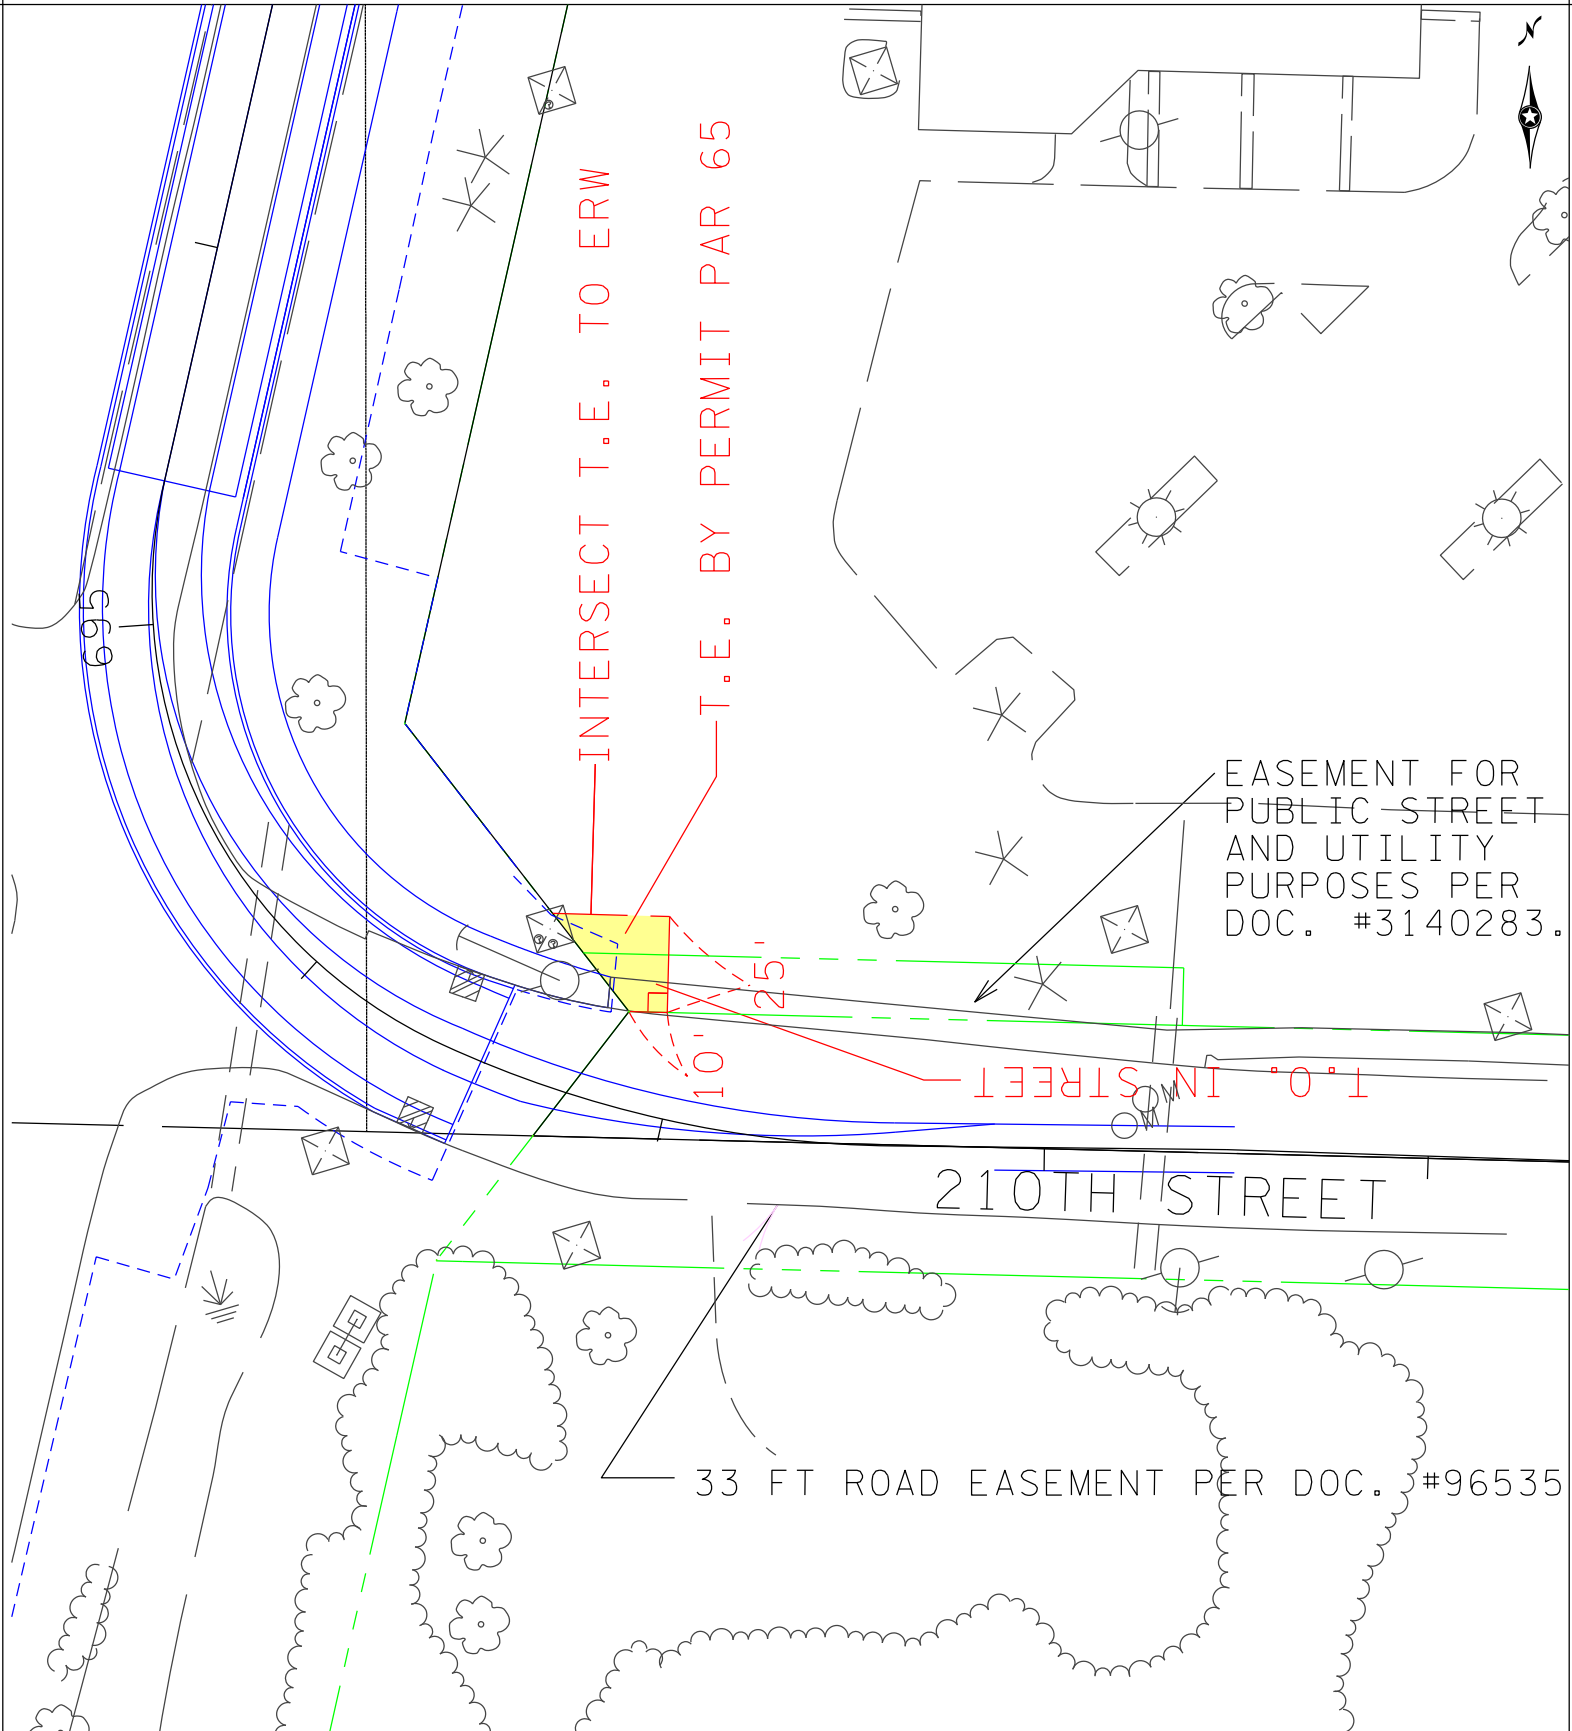 N
INTERSECT T.E. TO ERW
T.E. BY PERMIT PAR 65
695
EASEMENT FOR
PUBLIC STREET
AND UTILITY
PURPOSES PER
DOC. #3140283.
25'
10'
T.O. IN STREET
210TH STREET
33 FT ROAD EASEMENT PER DOC. #96535